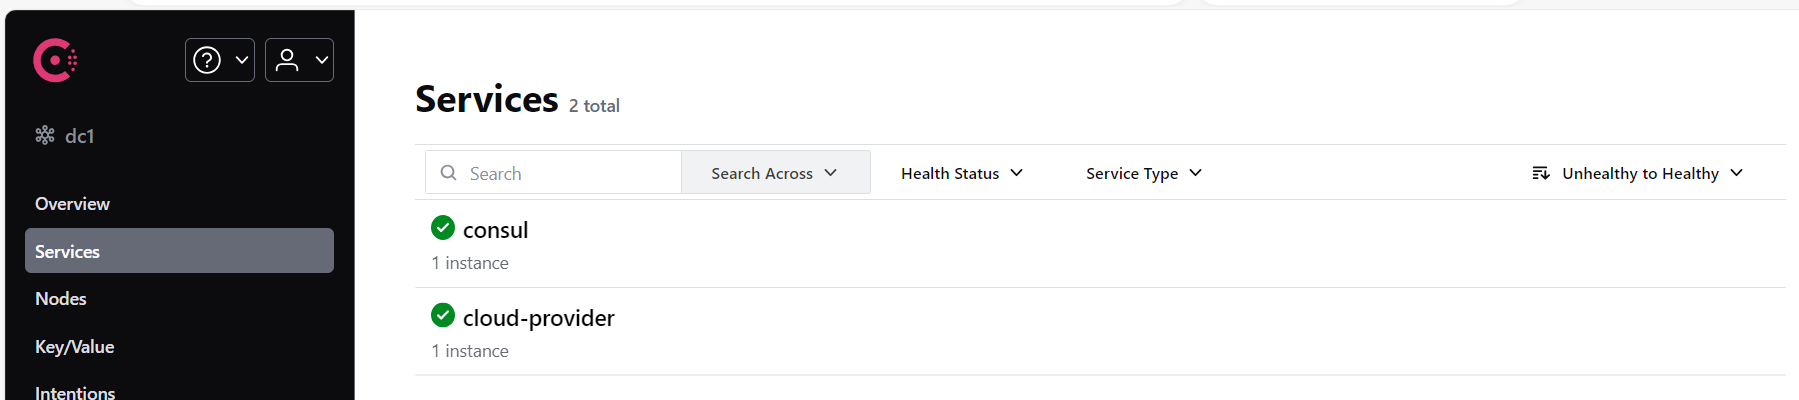 dc1
Overview
Services
Nodes
Key/Value
Intentions
Services 2 total
Search Search Across Health Status Service Type Unhealthy to Healthy
consul
1 instance
cloud-provider
1 instance